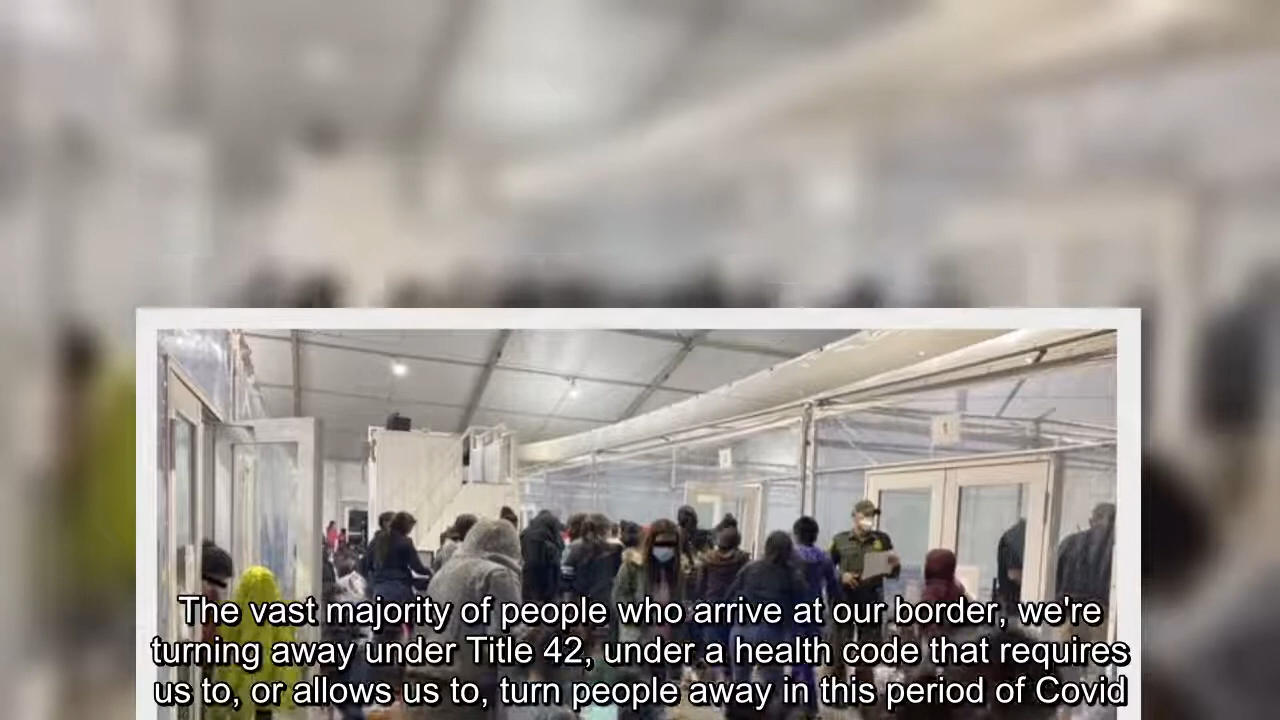 The vast majority of people who arrive at our border, we're
turning away under Title 42, under a health code that requires
us to, or allows us to, turn people away in this period of Covid